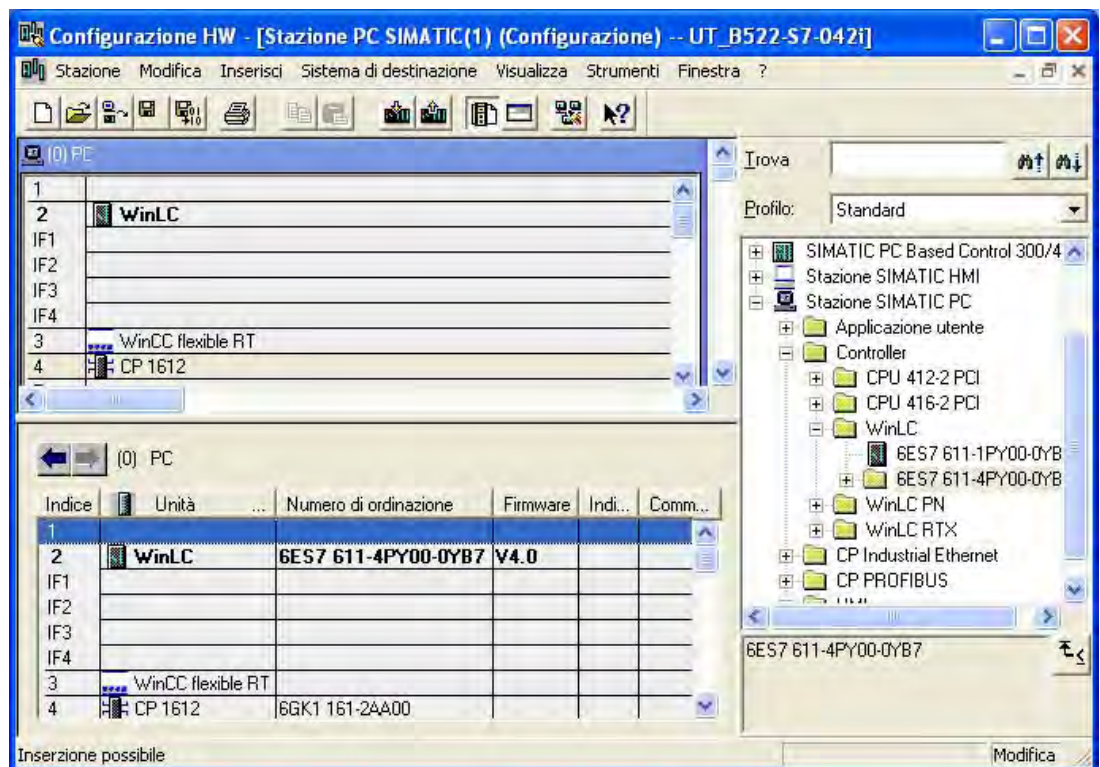 Configurazione HW - [Stazione PC SIMATIC(1) (Configurazione) -- UT_B522-S7-042i]
Stazione Modifica Inserisci Sistema di destinazione Visualizza Strumenti Finestra ?
(0) PC
1
2 WinLC
IF1
IF2
IF3
IF4
3 WinCC flexible RT
4 CP 1612
(0) PC
Indice Unità ... Numero di ordinazione Firmware Indi... Comm...
1
2 WinLC 6ES7 611-4PY00-0YB7 V4.0
IF1
IF2
IF3
IF4
3 WinCC flexible RT
4 CP 1612 6GK1 161-2AA00
Trova
Profilo: Standard
SIMATIC PC Based Control 300/4
Stazione SIMATIC HMI
Stazione SIMATIC PC
Applicazione utente
Controller
CPU 412-2 PCI
CPU 416-2 PCI
WinLC
6ES7 611-1PY00-0YB
6ES7 611-4PY00-0YB
WinLC PN
WinLC RTX
CP Industrial Ethernet
CP PROFIBUS
6ES7 611-4PY00-0YB7
Inserzione possibile Modifica